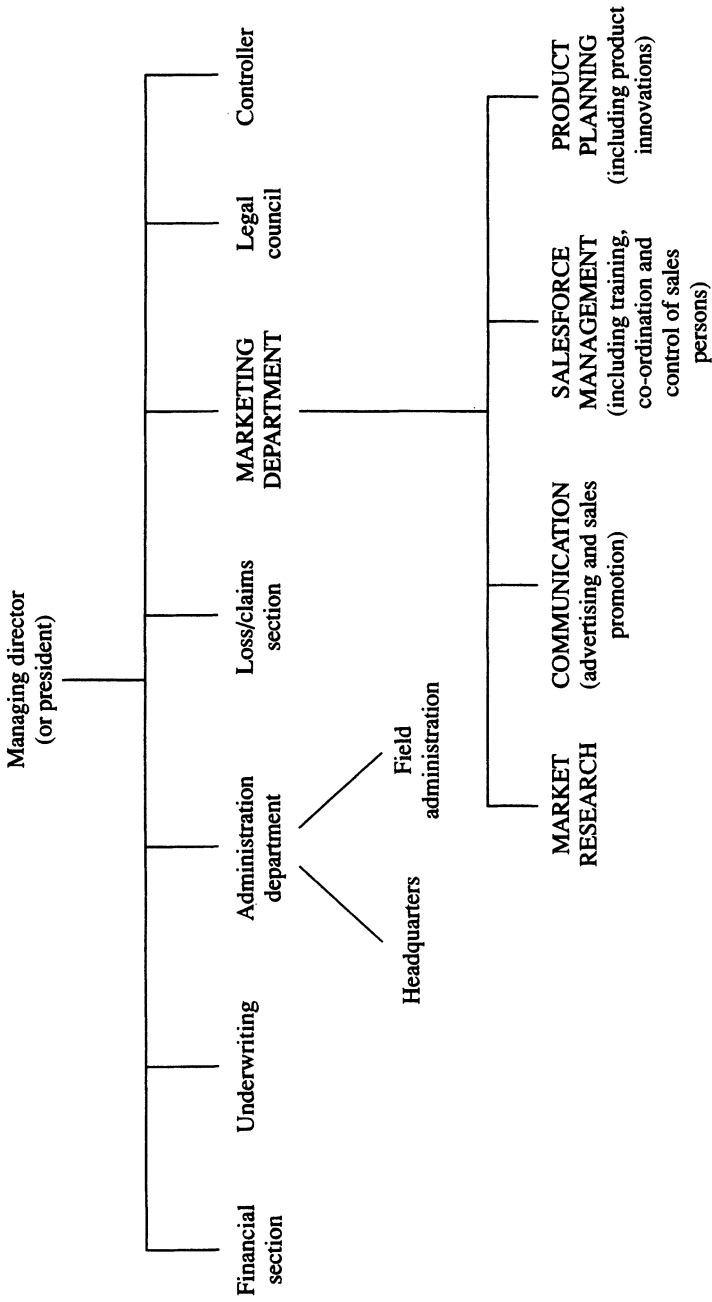 Managing director
(or president)
Financial
section
Underwriting
Administration
department
Loss/claims
section
MARKETING
DEPARTMENT
Legal
council
Controller
Headquarters
Field
administration
MARKET
RESEARCH
COMMUNICATION
(advertising and sales
promotion)
SALESFORCE
MANAGEMENT
(including training,
co-ordination and
control of sales
persons)
PRODUCT
PLANNING
(including product
innovations)